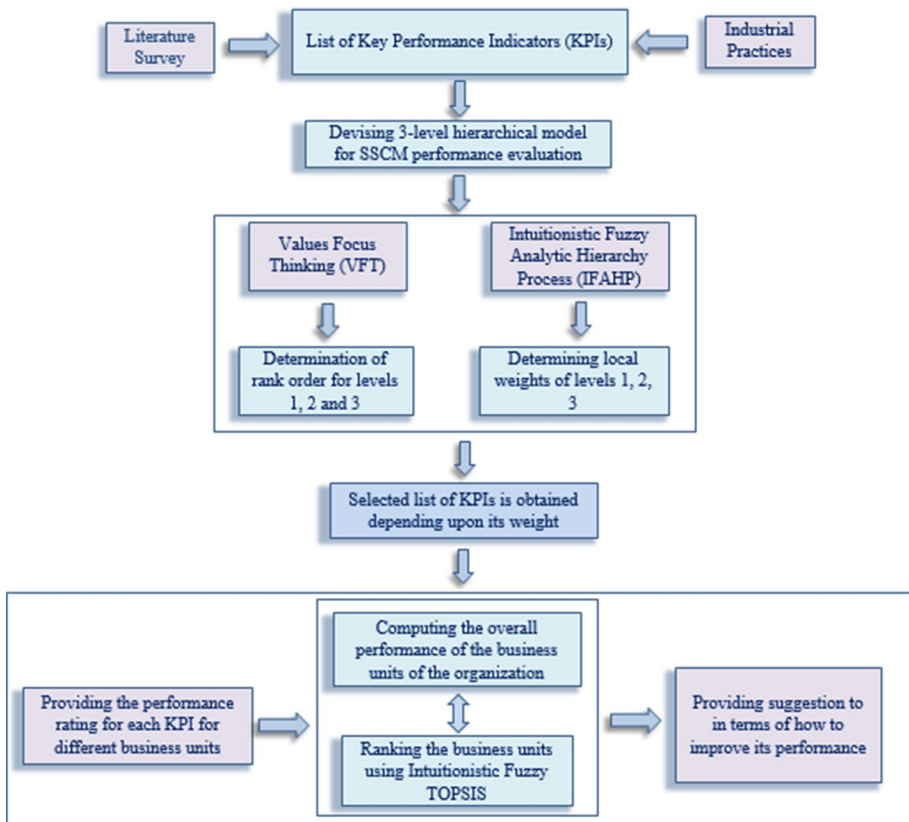 Literature
Survey
List of Key Performance Indicators (KPIs)
Industrial
Practices
Devising 3-level hierarchical model
for SSCM performance evaluation
Values Focus
Thinking (VFT)
Intuitionistic Fuzzy
Analytic Hierarchy
Process (IFAHP)
Determination of
rank order for levels
1, 2 and 3
Determining local
weights of levels 1, 2,
3
Selected list of KPIs is obtained
depending upon its weight
Providing the performance
rating for each KPI for
different business units
Computing the overall
performance of the business
units of the organization
Ranking the business units
using Intuitionistic Fuzzy
TOPSIS
Providing suggestion to
in terms of how to
improve its performance